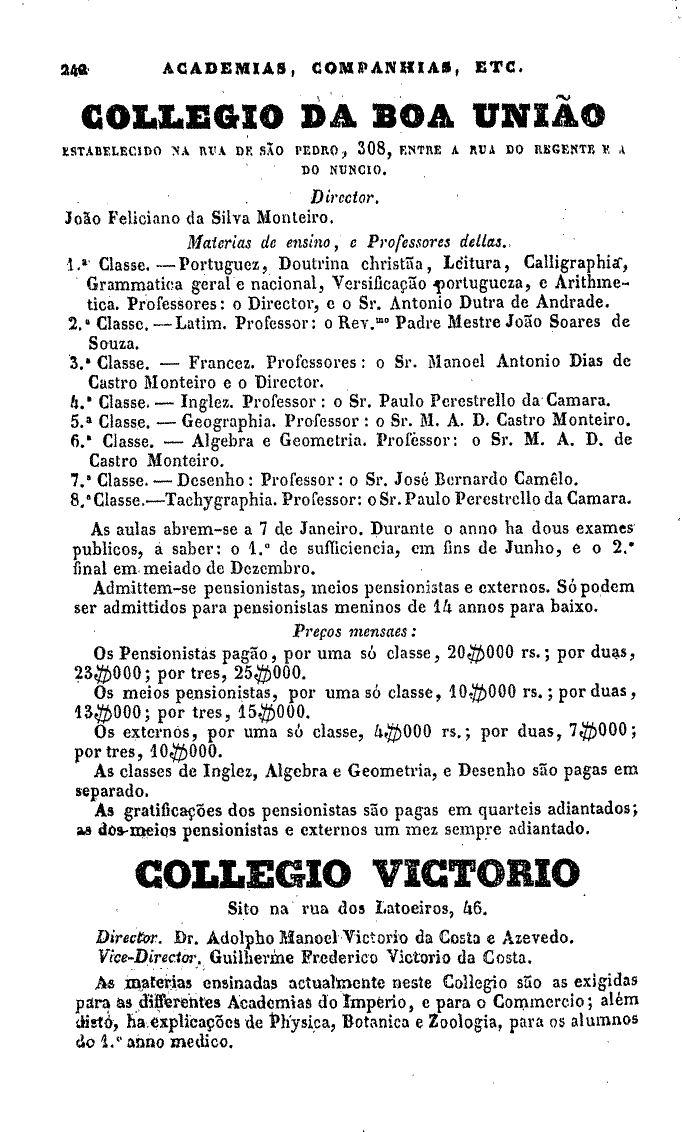 242 ACADEMIAS, COMPANHIAS, ETC.
COLLEGIO DA BOA UNIÃO
ESTABELECIDO NA RUA DE SÃO PEDRO, 308, ENTRE A RUA DO REGENTE E A
DO NUNCIO.
Director.
João Feliciano da Silva Monteiro.
Materias de ensino, e Professores dellas.
1.ª Classe. — Portuguez, Doutrina christãa, Leitura, Calligraphia,
Grammatica geral e nacional, Versificação portugueza, e Arithme-
tica. Professores: o Director, e o Sr. Antonio Dutra de Andrade.
2.ª Classe. — Latim. Professor: o Rev.mo Padre Mestre João Soares de
Souza.
3.ª Classe. — Francez. Professores: o Sr. Manoel Antonio Dias de
Castro Monteiro e o Director.
4.ª Classe. — Inglez. Professor: o Sr. Paulo Perestrello da Camara.
5.ª Classe. — Geographia. Professor: o Sr. M. A. D. Castro Monteiro.
6.ª Classe. — Algebra e Geometria. Professor: o Sr. M. A. D. de
Castro Monteiro.
7.ª Classe. — Desenho: Professor: o Sr. José Bernardo Camêlo.
8.ª Classe. — Tachygraphia. Professor: o Sr. Paulo Perestrello da Camara.
As aulas abrem-se a 7 de Janeiro. Durante o anno ha dous exames
publicos, a saber: o 1.º de sufficiencia, em fins de Junho, e o 2.º
final em meiado de Dezembro.
Admittem-se pensionistas, meios pensionistas e externos. Só podem
ser admittidos para pensionistas meninos de 14 annos para baixo.
Preços mensaes:
Os Pensionistas pagão, por uma só classe, 20$000 rs.; por duas,
23$000; por tres, 25$000.
Os meios pensionistas, por uma só classe, 10$000 rs.; por duas,
13$000; por tres, 15$000.
Os externos, por uma só classe, 4$000 rs.; por duas, 7$000;
por tres, 10$000.
As classes de Inglez, Algebra e Geometria, e Desenho são pagas em
separado.
As gratificações dos pensionistas são pagas em quarteis adiantados;
as dos meios pensionistas e externos um mez sempre adiantado.
COLLEGIO VICTORIO
Sito na rua dos Latoeiros, 46.
Director. Dr. Adolpho Manoel Victorio da Costa e Azevedo.
Vice-Director. Guilherme Frederico Victorio da Costa.
As materias ensinadas actualmente neste Collegio são as exigidas
para as differentes Academias do Imperio, e para o Commercio; além
disto, ha explicações de Physica, Botanica e Zoologia, para os alumnos
do 1.º anno medico.